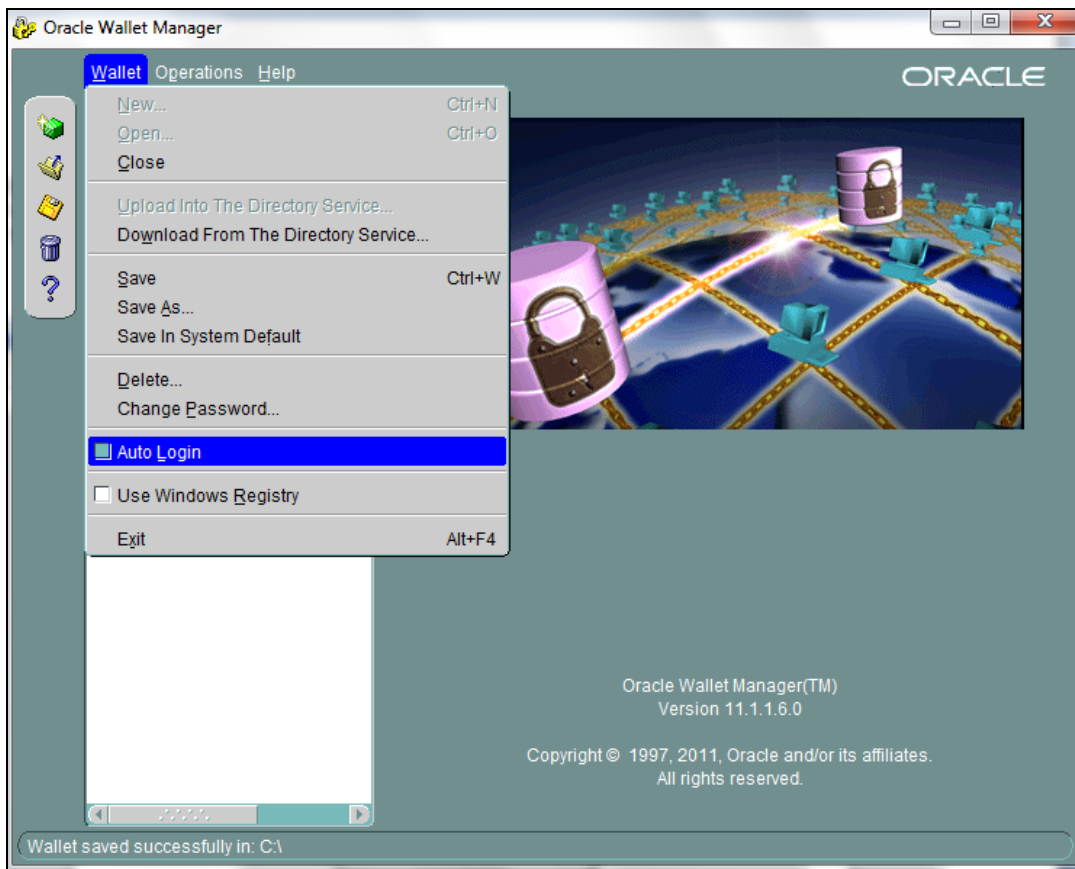 Oracle Wallet Manager
Wallet Operations Help
ORACLE
New... Ctrl+N
Open... Ctrl+O
Close
Upload Into The Directory Service...
Download From The Directory Service...
Save Ctrl+W
Save As...
Save In System Default
Delete...
Change Password...
Auto Login
Use Windows Registry
Exit Alt+F4
Oracle Wallet Manager(TM)
Version 11.1.1.6.0
Copyright © 1997, 2011, Oracle and/or its affiliates.
All rights reserved.
Wallet saved successfully in: C:\